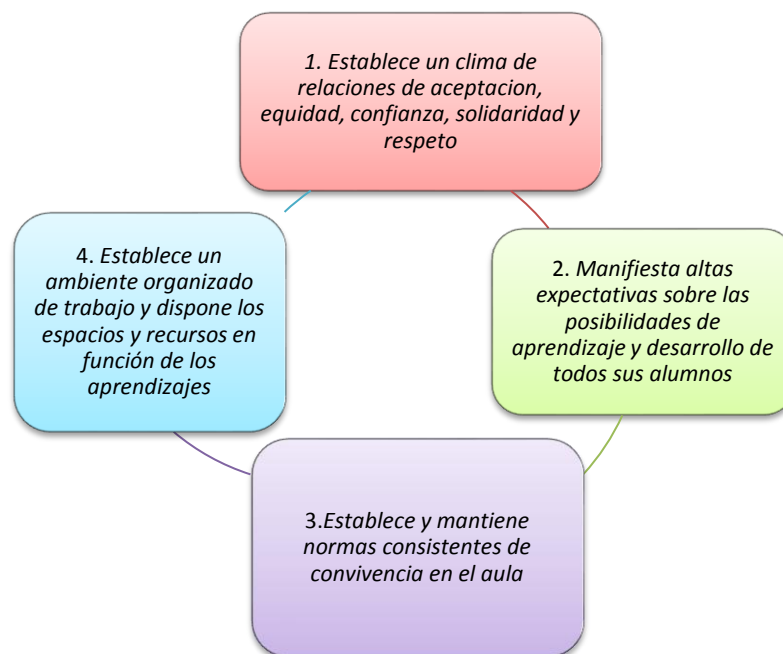 1. Establece un clima de
relaciones de aceptacion,
equidad, confianza, solidaridad y
respeto
2. Manifiesta altas
expectativas sobre las
posibilidades de
aprendizaje y desarrollo de
todos sus alumnos
3.Establece y mantiene
normas consistentes de
convivencia en el aula
4. Establece un
ambiente organizado
de trabajo y dispone los
espacios y recursos en
función de los
aprendizajes